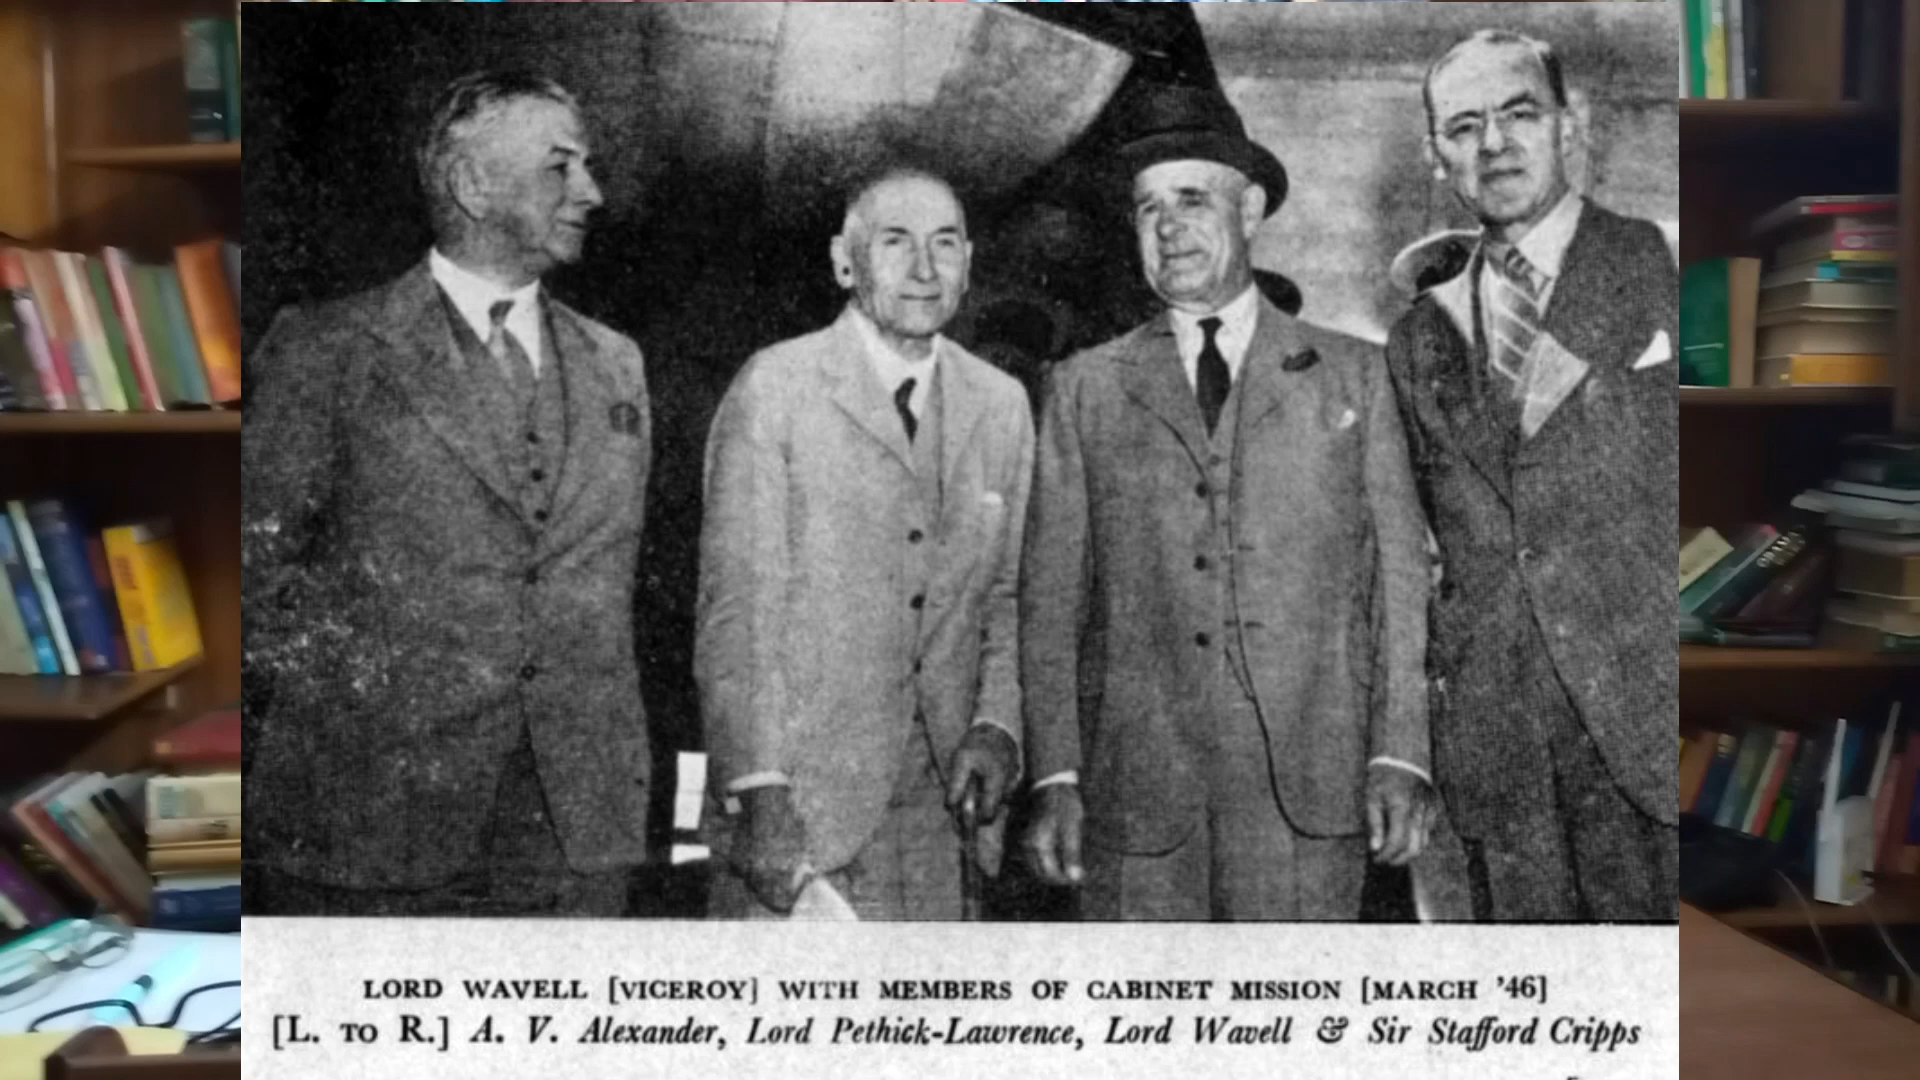 LORD WAVELL [VICEROY] WITH MEMBERS OF CABINET MISSION [MARCH '46]
[L. TO R.] A. V. Alexander, Lord Pethick-Lawrence, Lord Wavell & Sir Stafford Cripps
OBAMA